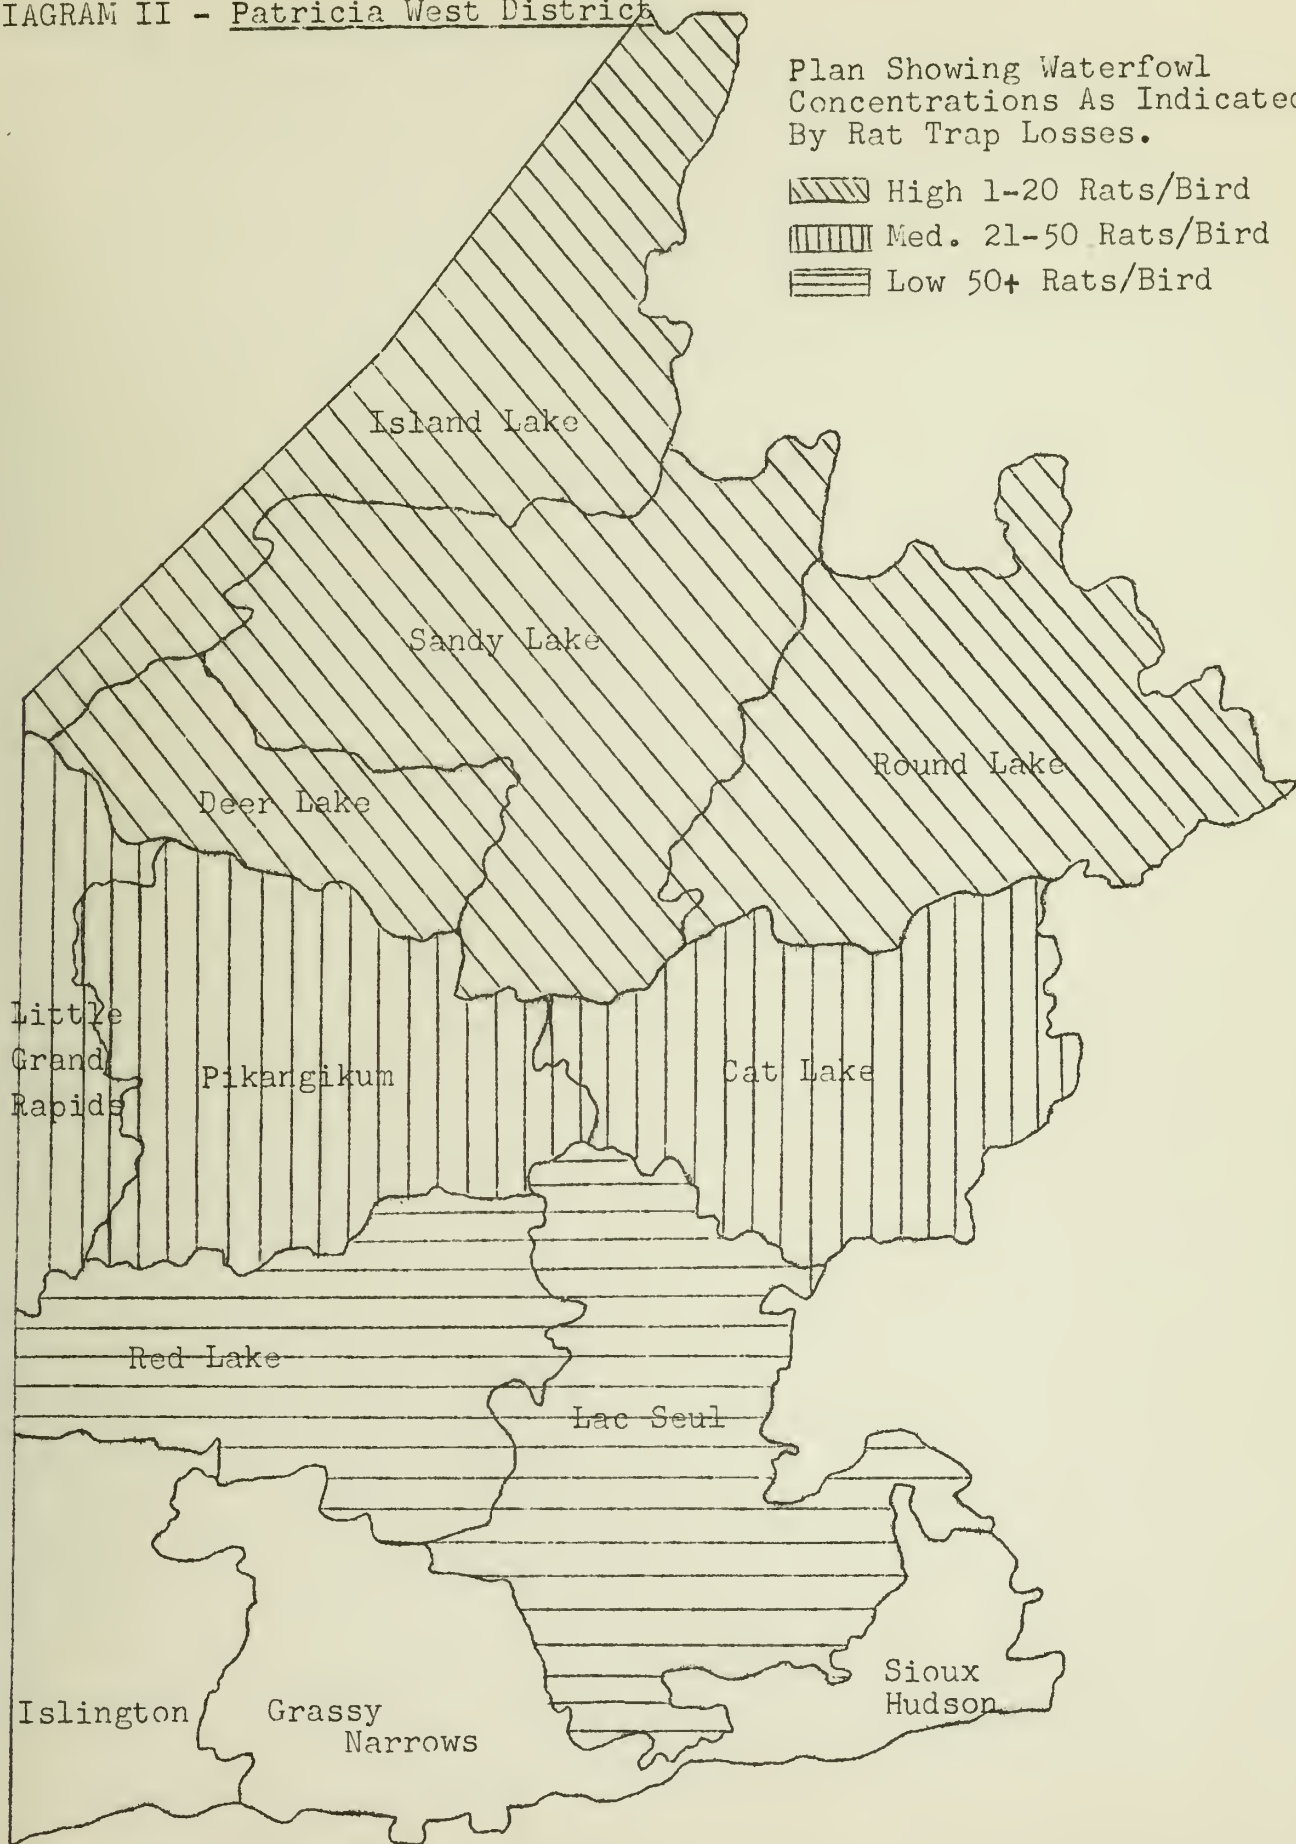 IAGRAM II - Patricia West District
Plan Showing Waterfowl
Concentrations As Indicated
By Rat Trap Losses.
High 1-20 Rats/Bird
Med. 21-50 Rats/Bird
Low 50+ Rats/Bird
Island Lake
Sandy Lake
Round Lake
Deer Lake
Little
Grand
Rapids
Pikangikum
Cat Lake
Red Lake
Lac Seul
Sioux
Hudson
Islington
Grassy
Narrows